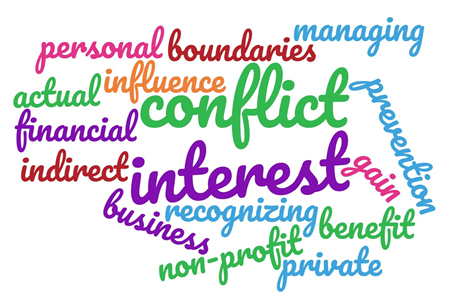 managing
personal
boundaries
influence
actual
conflict
financial
prevention
indirect
interest
gain
business
recognizing
benefit
non-profit
private